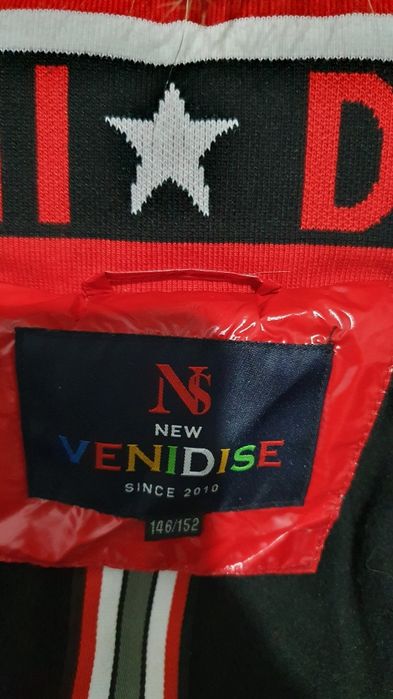 I D
NS
NEW
VENIDISE
SINCE 2010
146/152